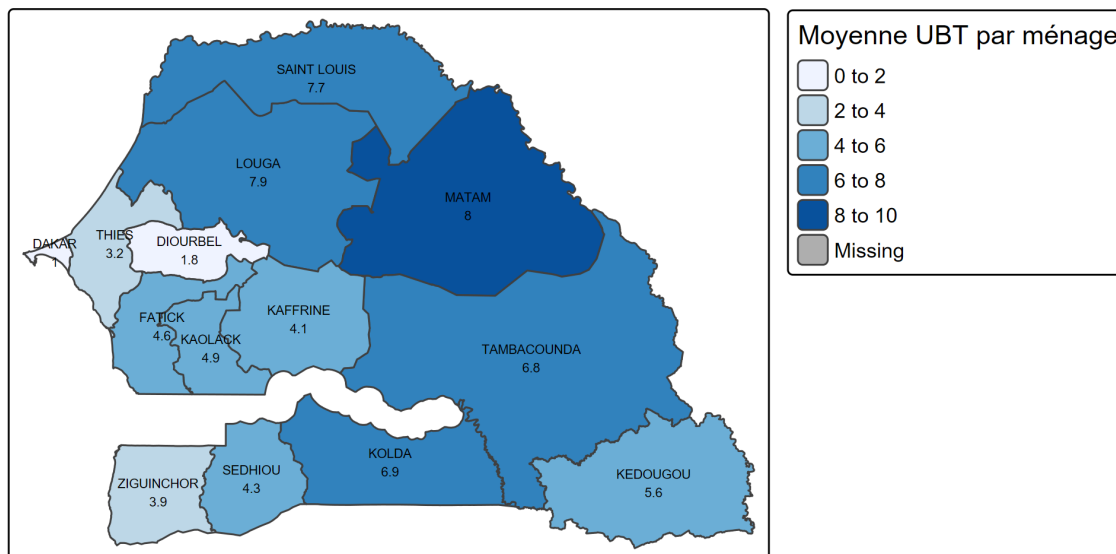 SAINT LOUIS
7.7
LOUGA
7.9
MATAM
8
DAKAR
1
THIES
3.2
DIOURBEL
1.8
FATICK
4.6
KAOLACK
4.9
KAFFRINE
4.1
TAMBACOUNDA
6.8
ZIGUINCHOR
3.9
SEDHIOU
4.3
KOLDA
6.9
KEDOUGOU
5.6
Moyenne UBT par ménage
0 to 2
2 to 4
4 to 6
6 to 8
8 to 10
Missing